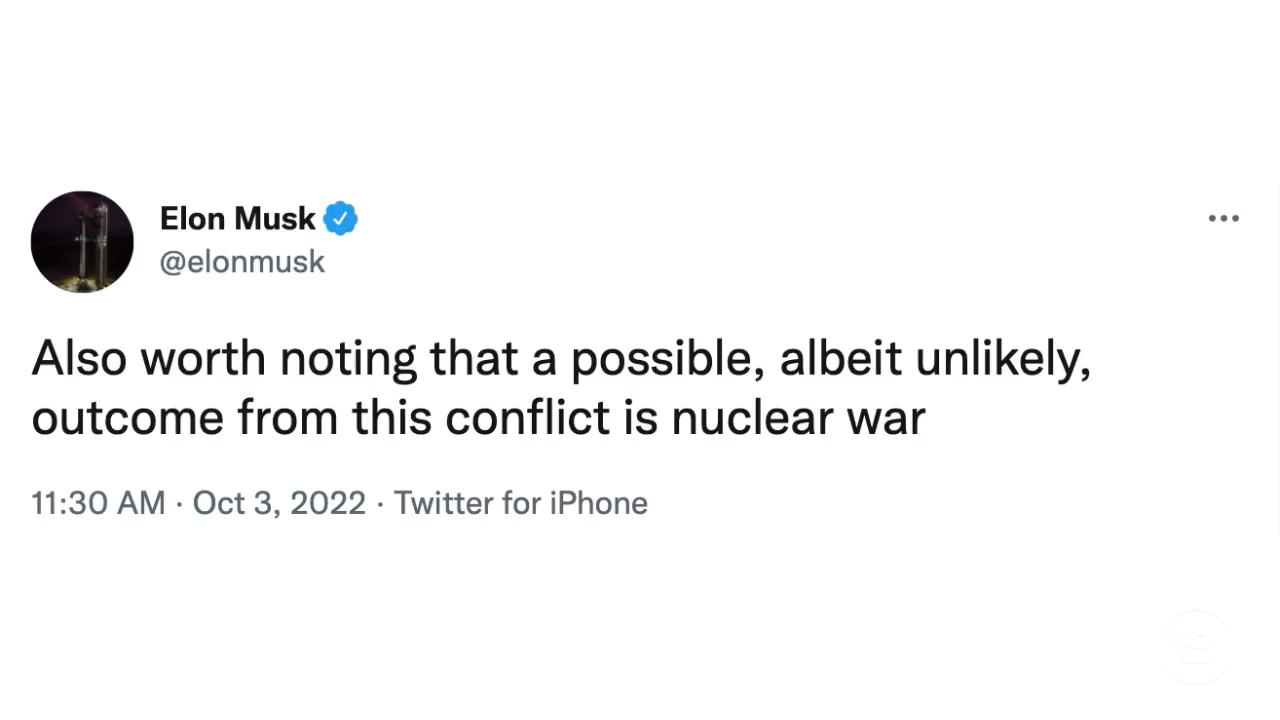 Elon Musk
@elonmusk
Also worth noting that a possible, albeit unlikely,
outcome from this conflict is nuclear war
11:30 AM · Oct 3, 2022 · Twitter for iPhone